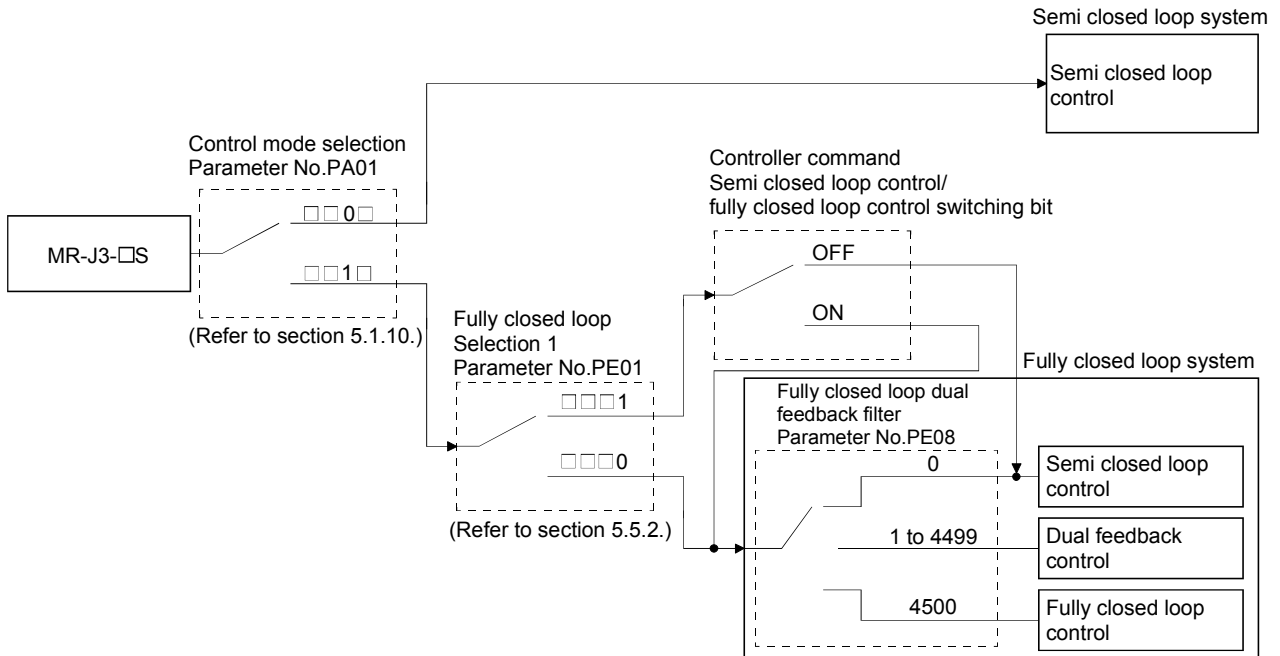 Semi closed loop system
Semi closed loop
control
Control mode selection
Parameter No.PA01
□□0□
□□1□
MR-J3-□S
(Refer to section 5.1.10.)
Controller command
Semi closed loop control/
fully closed loop control switching bit
OFF
ON
Fully closed loop
Selection 1
Parameter No.PE01
□□□1
□□□0
(Refer to section 5.5.2.)
Fully closed loop system
Fully closed loop dual
feedback filter
Parameter No.PE08
0
1 to 4499
4500
Semi closed loop
control
Dual feedback
control
Fully closed loop
control